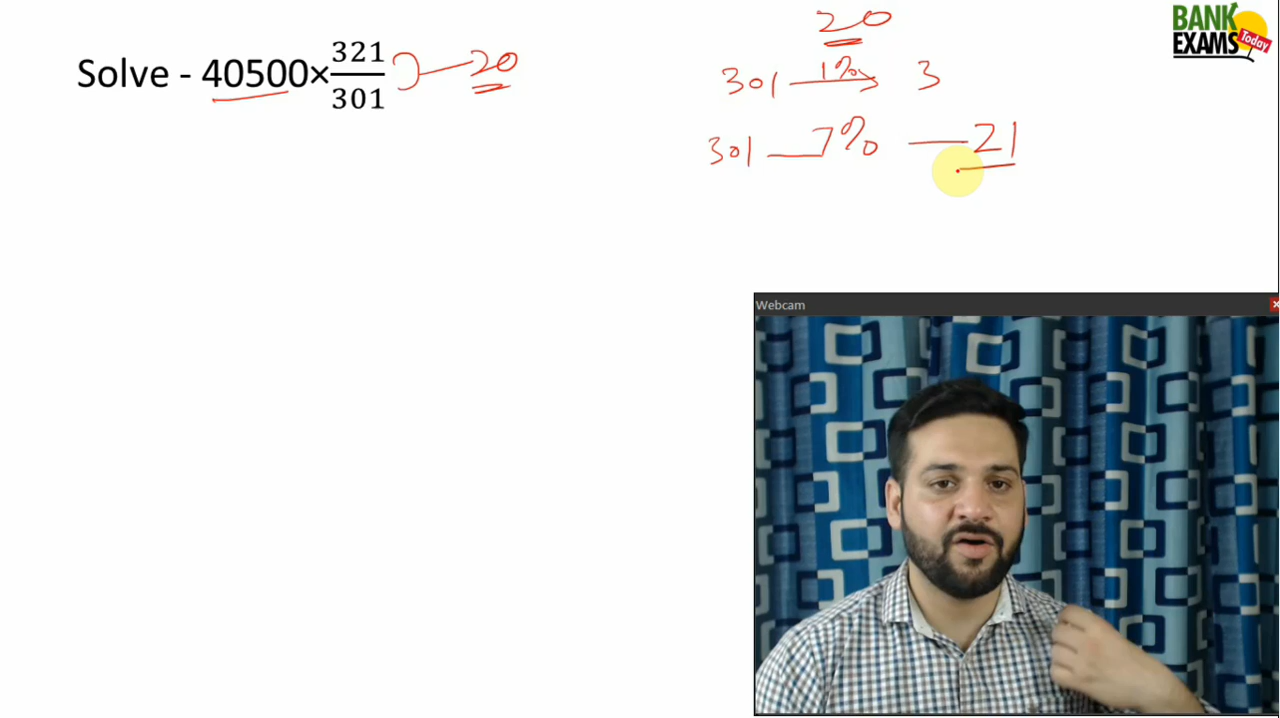 Solve - 40500×321/301 20
20
301 1% 3
301 7% 21
BANK
EXAMS Today
Webcam